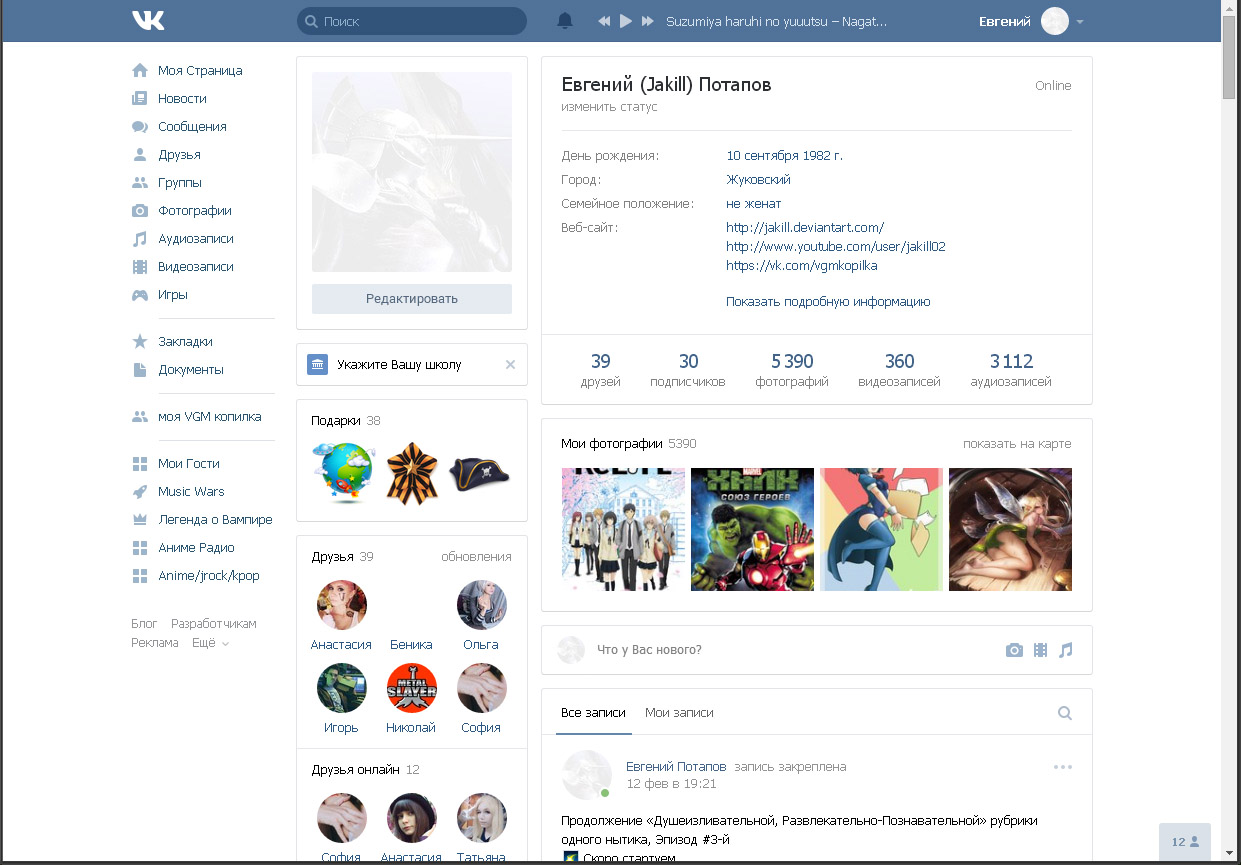 Поиск
Suzumiya haruhi no yuuutsu – Nagat...
Евгений
Моя Страница
Новости
Сообщения
Друзья
Группы
Фотографии
Аудиозаписи
Видеозаписи
Игры
Закладки
Документы
моя VGM копилка
Мои Гости
Music Wars
Легенда о Вампире
Аниме Радио
Anime/jrock/kpop
Блог Разработчикам
Реклама Ещё
Редактировать
Укажите Вашу школу
Подарки 38
Друзья 39 обновления
Анастасия Беника Ольга
METAL
SLAYER
Игорь Николай София
Друзья онлайн 12
София Анастасия Татьяна
Евгений (Jakill) Потапов Online
изменить статус
День рождения: 10 сентября 1982 г.
Город: Жуковский
Семейное положение: не женат
Веб-сайт: http://jakill.deviantart.com/
http://www.youtube.com/user/jakill02
https://vk.com/vgmkopilka
Показать подробную информацию
39 30 5 390 360 3 112
друзей подписчиков фотографий видеозаписей аудиозаписей
Мои фотографии 5390 показать на карте
MARVEL
ХАЛК
СОЮЗ ГЕРОЕВ
Что у Вас нового?
Все записи Мои записи
Евгений Потапов запись закреплена
12 фев в 19:21
Продолжение «Душеизливательной, Развлекательно-Познавательной» рубрики
одного нытика, Эпизод #3-й
Скоро стартуем
12